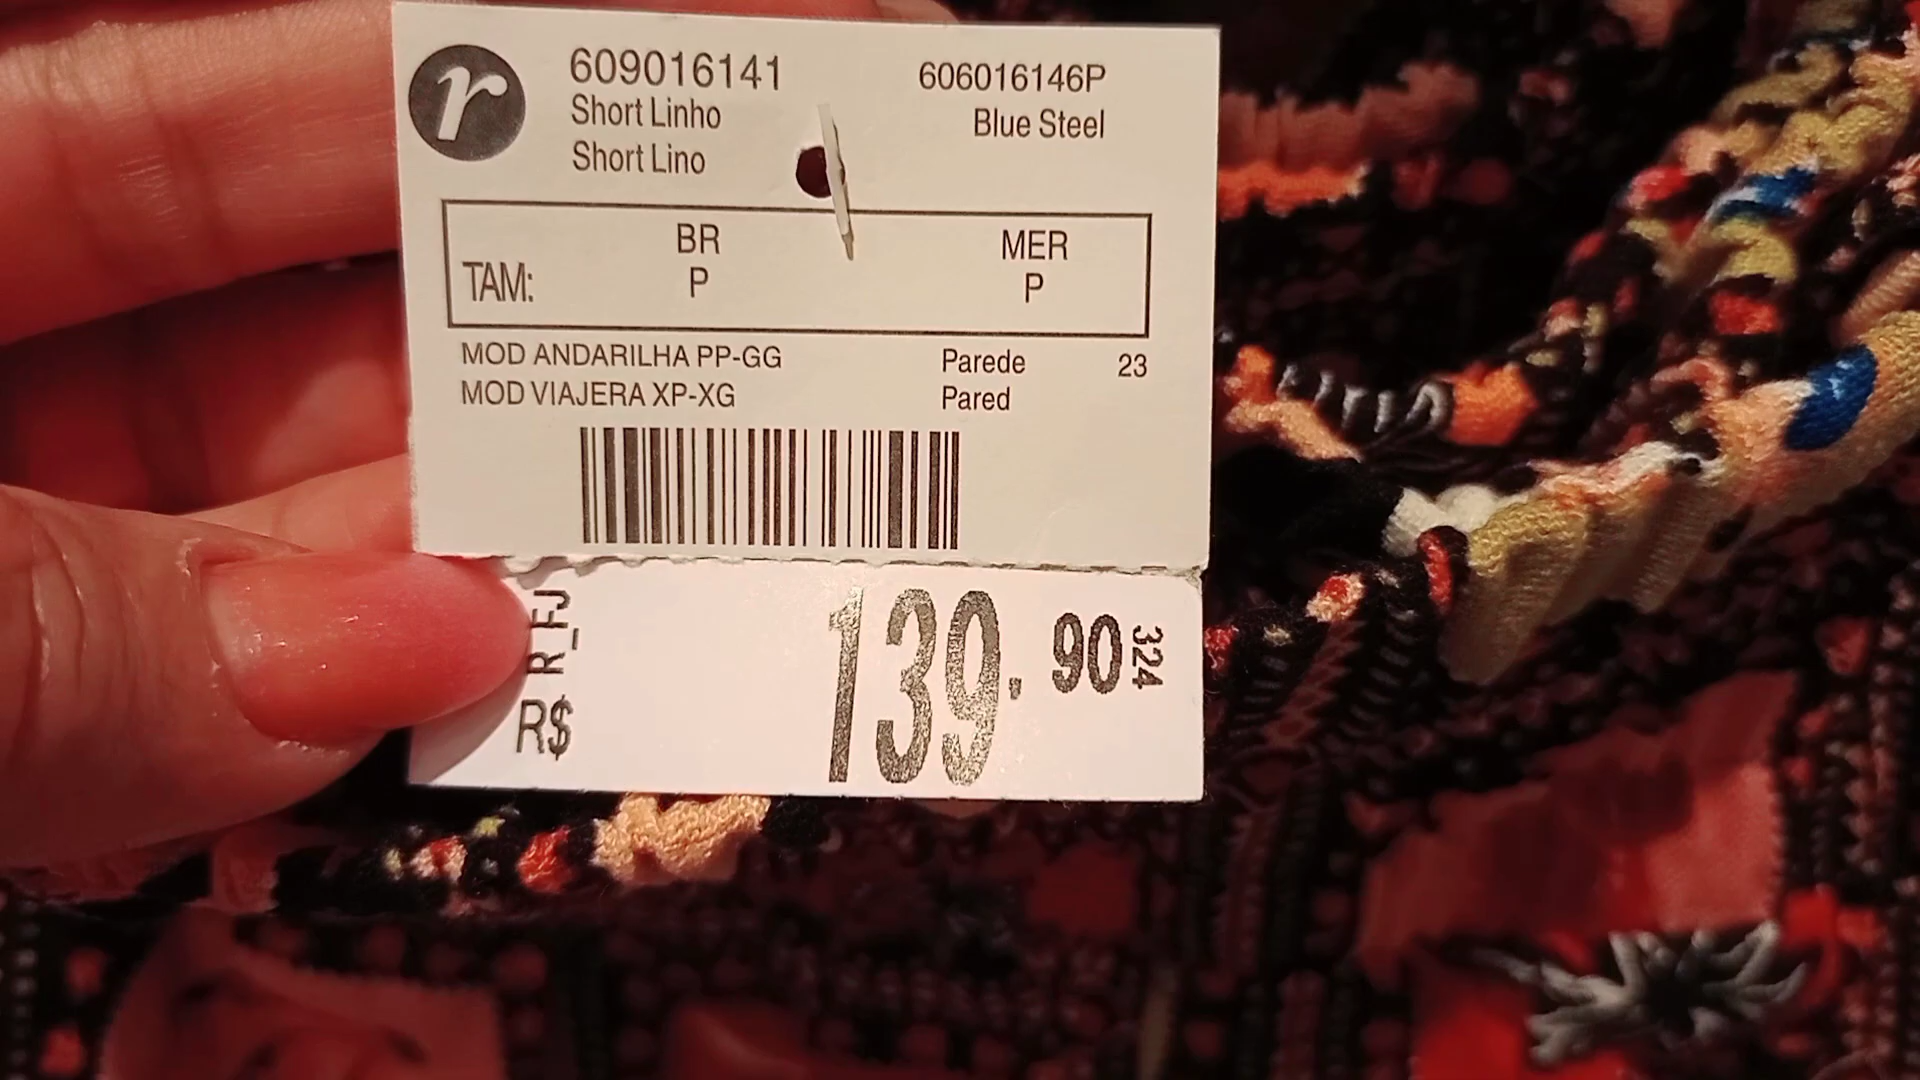 r
609016141
Short Linho
Short Lino
606016146P
Blue Steel
BR
MER
TAM: P P
MOD ANDARILHA PP-GG
MOD VIAJERA XP-XG
Parede 23
Pared
R_FJ
R$ 139.90
324